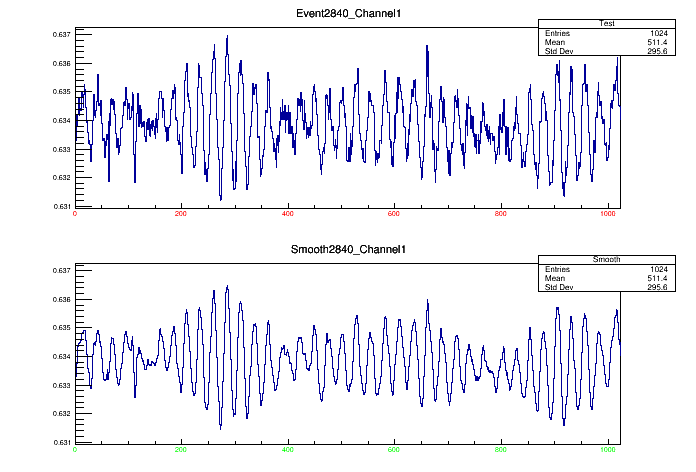 Event2840_Channel1
Test
Entries 1024
Mean 511.4
Std Dev 295.6
0.637
0.636
0.635
0.634
0.633
0.632
0.631
0 200 400 600 800 1000
Smooth2840_Channel1
Smooth
Entries 1024
Mean 511.4
Std Dev 295.6
0.637
0.636
0.635
0.634
0.633
0.632
0.631
0 200 400 600 800 1000